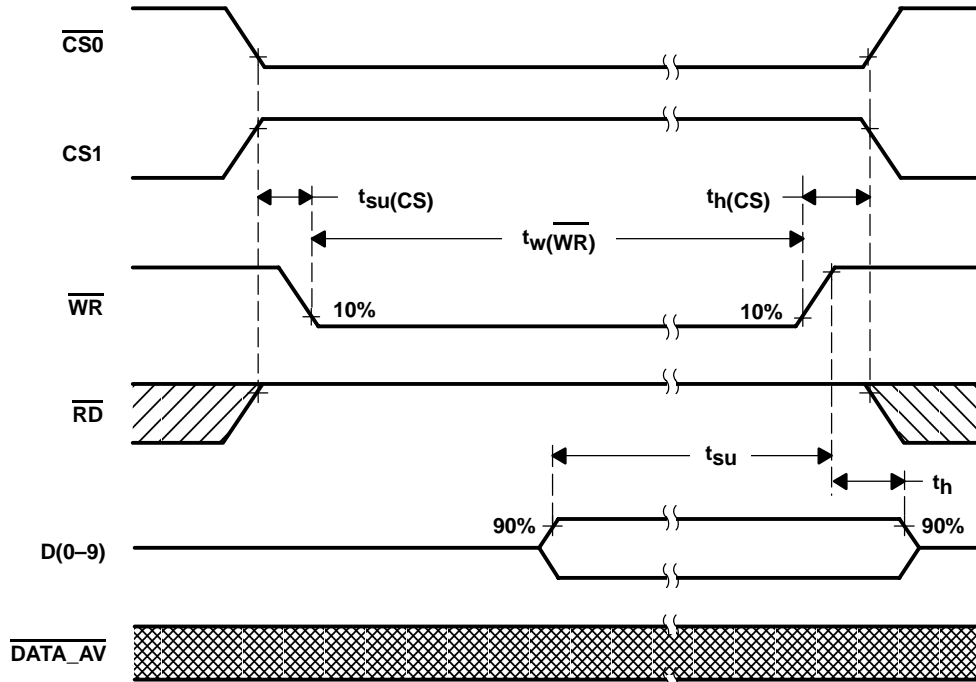 CS0
CS1
tsu(CS)
th(CS)
tw(WR)
WR
10%
10%
RD
tsu
th
90%
90%
D(0–9)
DATA_AV